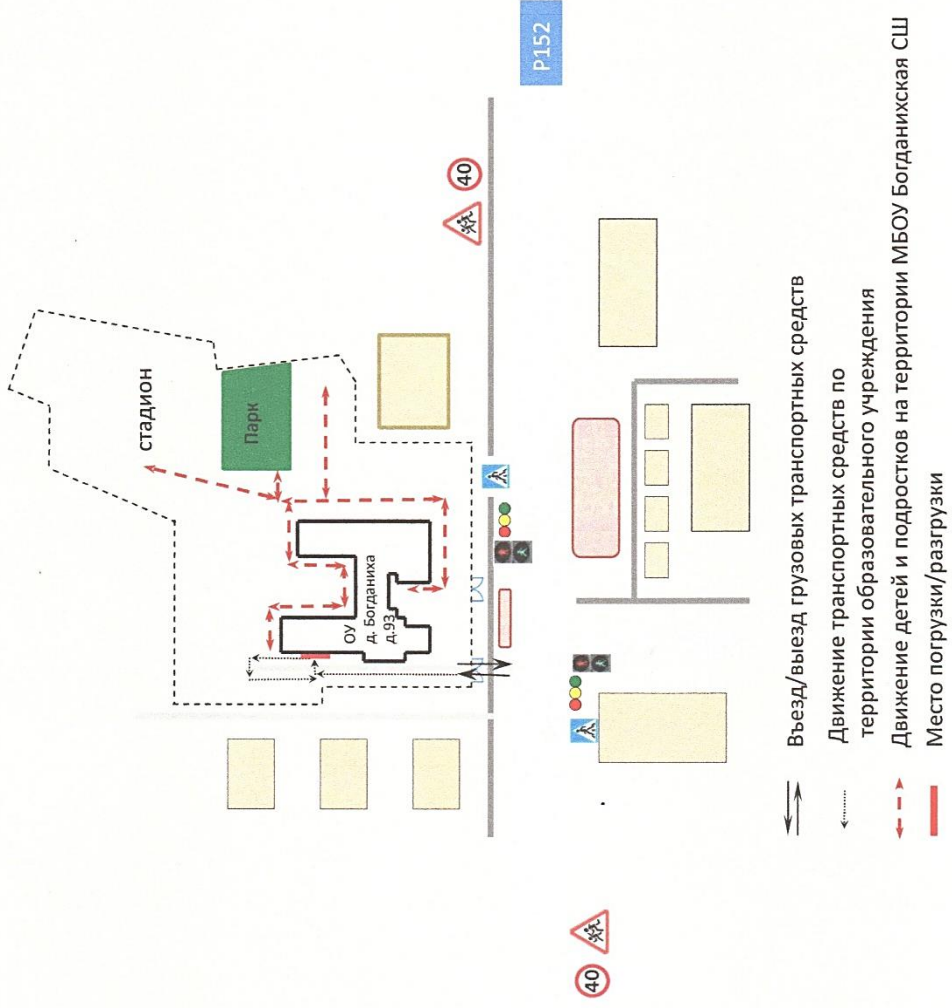 P152
40
стадион
Парк
ОУ
д. Богданиха
д.93
40
Въезд/выезд грузовых транспортных средств
Движение транспортных средств по
территории образовательного учреждения
Движение детей и подростков на территории МБОУ Богданихская СШ
Место погрузки/разгрузки